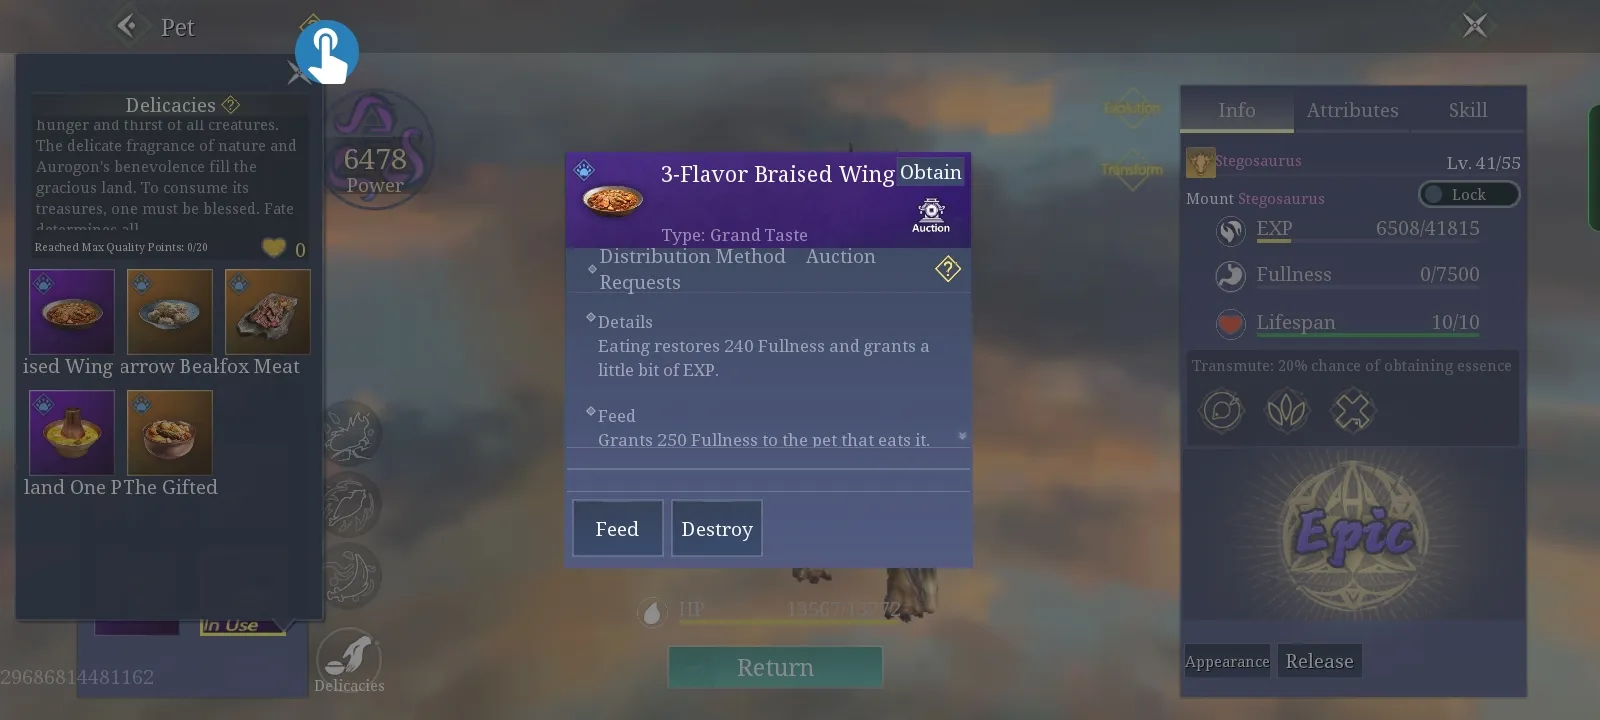 Pet
Delicacies
hunger and thirst of all creatures.
The delicate fragrance of nature and
Aurogon's benevolence fill the
gracious land. To consume its
treasures, one must be blessed. Fate
determines all
Reached Max Quality Points: 0/20
0
ised Wing
arrow Beal
fox Meat
land One P
The Gifted
In Use
29686814481162
6478
Power
Delicacies
3-Flavor Braised Wing
Obtain
Auction
Type: Grand Taste
Distribution Method Auction
Requests
Details
Eating restores 240 Fullness and grants a
little bit of EXP.
Feed
Grants 250 Fullness to the pet that eats it.
Feed
Destroy
HP
Return
Evolution
Transform
Info
Attributes
Skill
Stegosaurus
Lv. 41/55
Mount Stegosaurus
Lock
EXP 6508/41815
Fullness 0/7500
Lifespan 10/10
Transmute: 20% chance of obtaining essence
Epic
Appearance
Release